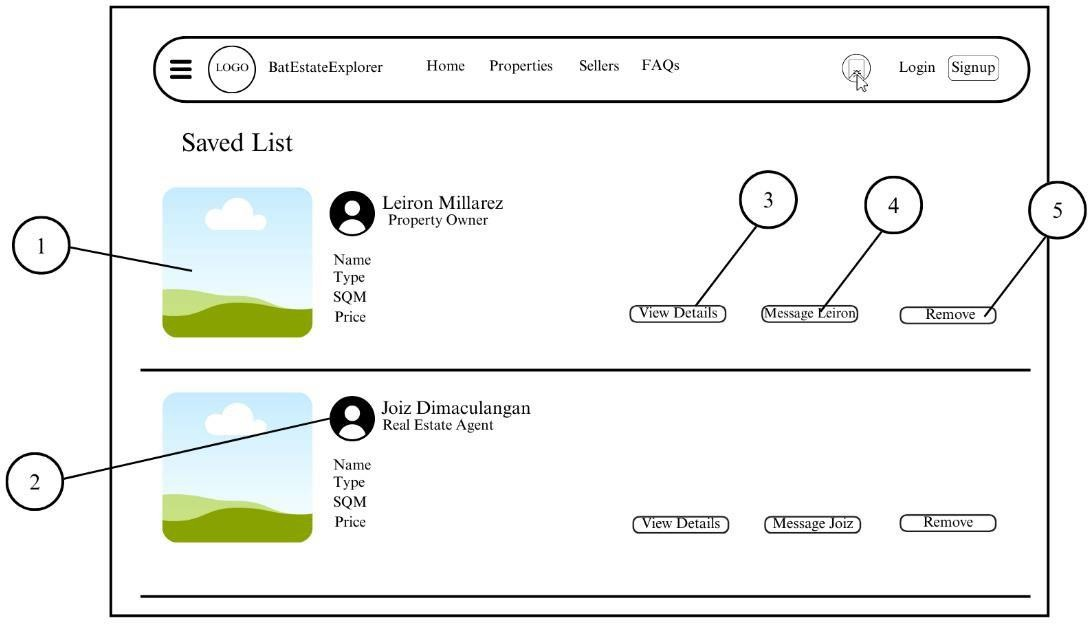 LOGO BatEstateExplorer Home Properties Sellers FAQs Login Signup
Saved List
1
Leiron Millarez
Property Owner
Name
Type
SQM
Price
3
4
5
View Details Message Leiron Remove
2
Joiz Dimaculangan
Real Estate Agent
Name
Type
SQM
Price
View Details Message Joiz Remove